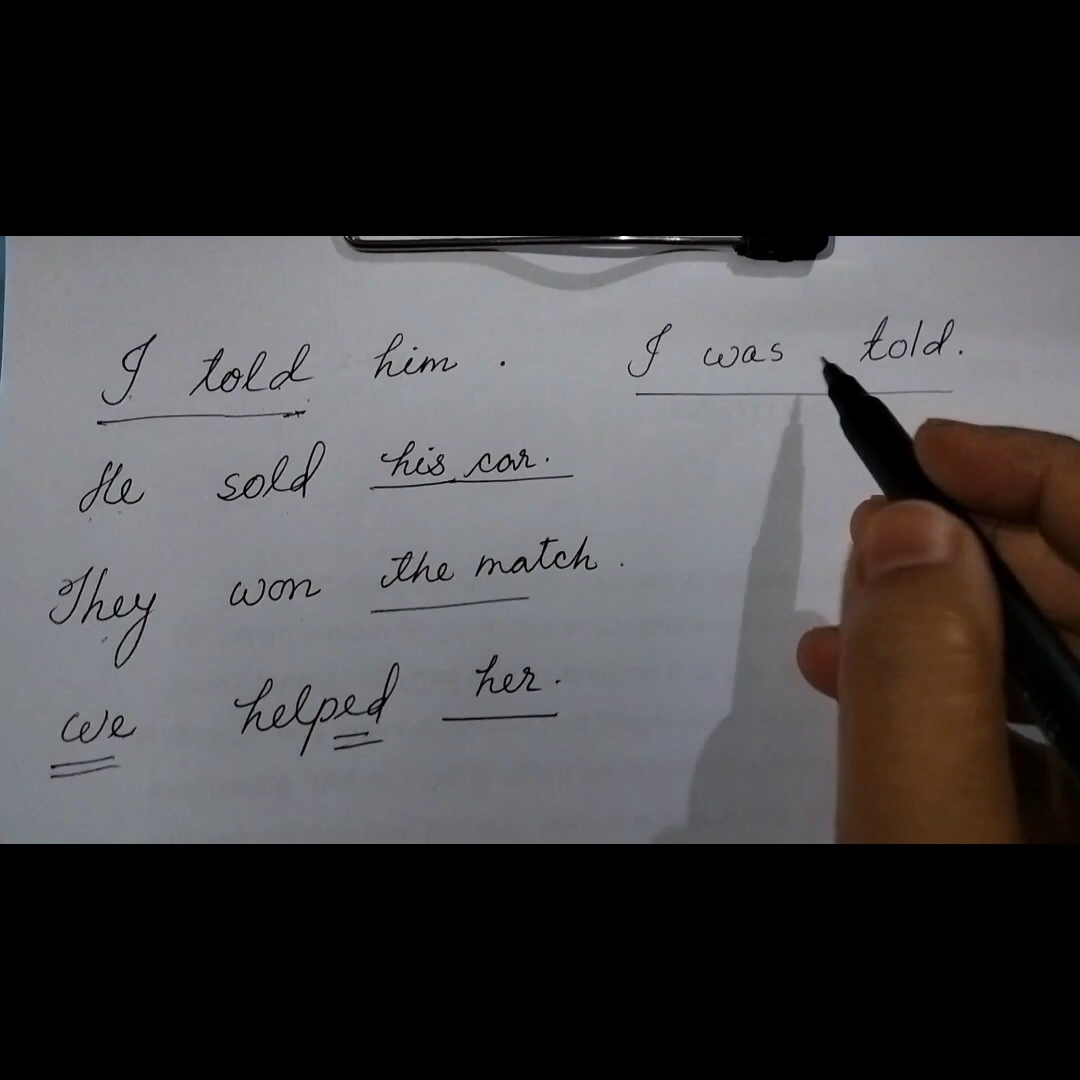 I told him.
I was told.
He sold his car.
They won the match.
we helped her.